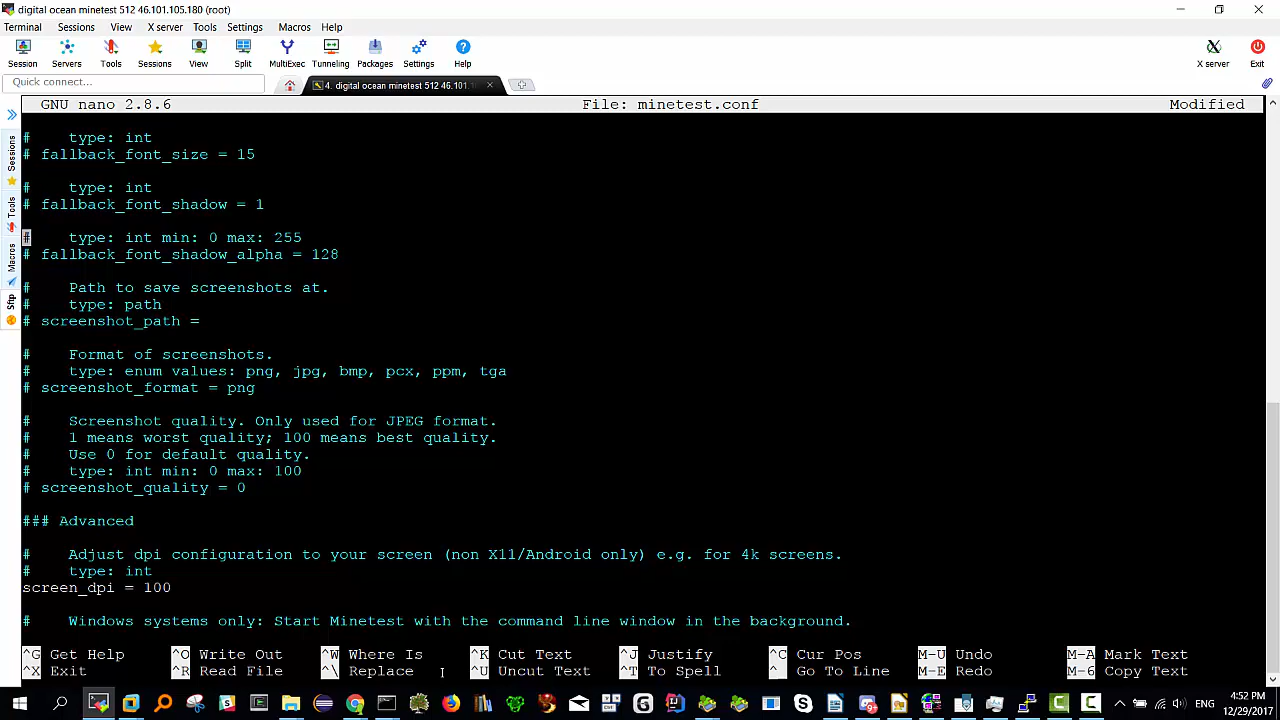 digital ocean minetest 512 46.101.105.180 (root)
Terminal Sessions View X server Tools Settings Macros Help
Session Servers Tools Sessions View Split MultiExec Tunneling Packages Settings Help X server Exit
Quick connect...
4. digital ocean minetest 512 46.101.
GNU nano 2.8.6 File: minetest.conf Modified
# type: int
# fallback_font_size = 15
# type: int
# fallback_font_shadow = 1
# type: int min: 0 max: 255
# fallback_font_shadow_alpha = 128
# Path to save screenshots at.
# type: path
# screenshot_path =
# Format of screenshots.
# type: enum values: png, jpg, bmp, pcx, ppm, tga
# screenshot_format = png
# Screenshot quality. Only used for JPEG format.
# 1 means worst quality; 100 means best quality.
# Use 0 for default quality.
# type: int min: 0 max: 100
# screenshot_quality = 0
### Advanced
# Adjust dpi configuration to your screen (non X11/Android only) e.g. for 4k screens.
# type: int
screen_dpi = 100
# Windows systems only: Start Minetest with the command line window in the background.
^G Get Help ^O Write Out ^W Where Is ^K Cut Text ^J Justify ^C Cur Pos M-U Undo M-A Mark Text
^X Exit ^R Read File ^\ Replace ^U Uncut Text ^T To Spell ^_ Go To Line M-E Redo M-6 Copy Text
Sessions
Tools
Macros
Sftp
ENG
4:52 PM
12/29/2017